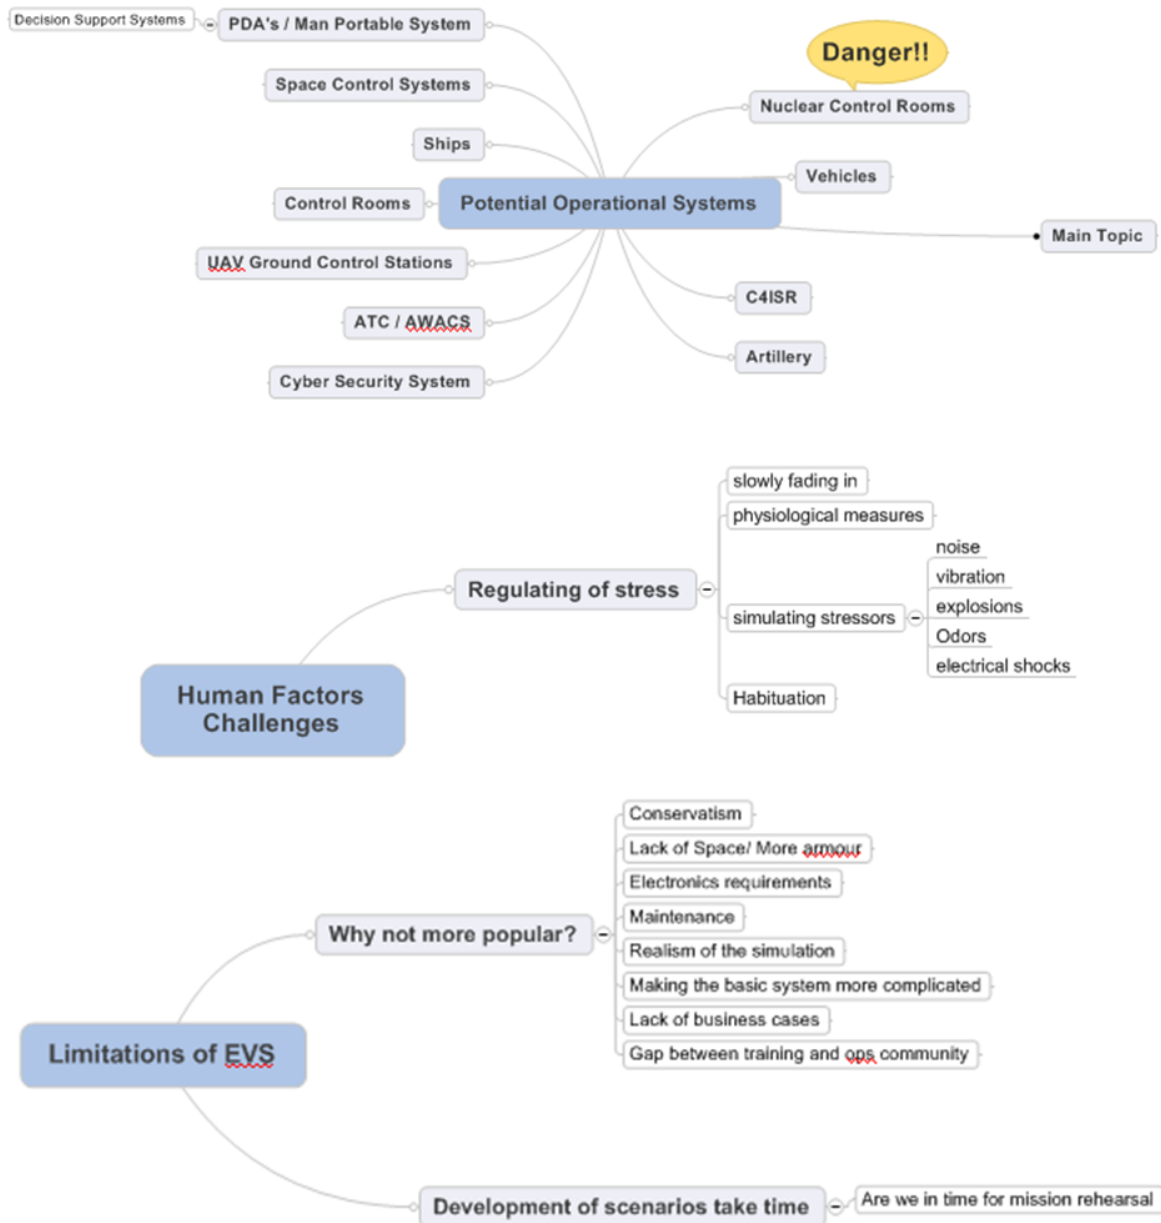 Decision Support Systems
PDA's / Man Portable System
Space Control Systems
Ships
Control Rooms
UAV Ground Control Stations
ATC / AWACS
Cyber Security System
Potential Operational Systems
Danger!!
Nuclear Control Rooms
Vehicles
Main Topic
C4ISR
Artillery
Human Factors
Challenges
Regulating of stress
slowly fading in
physiological measures
simulating stressors
noise
vibration
explosions
Odors
electrical shocks
Habituation
Limitations of EVS
Why not more popular?
Conservatism
Lack of Space/ More armour
Electronics requirements
Maintenance
Realism of the simulation
Making the basic system more complicated
Lack of business cases
Gap between training and ops community
Development of scenarios take time
Are we in time for mission rehearsal